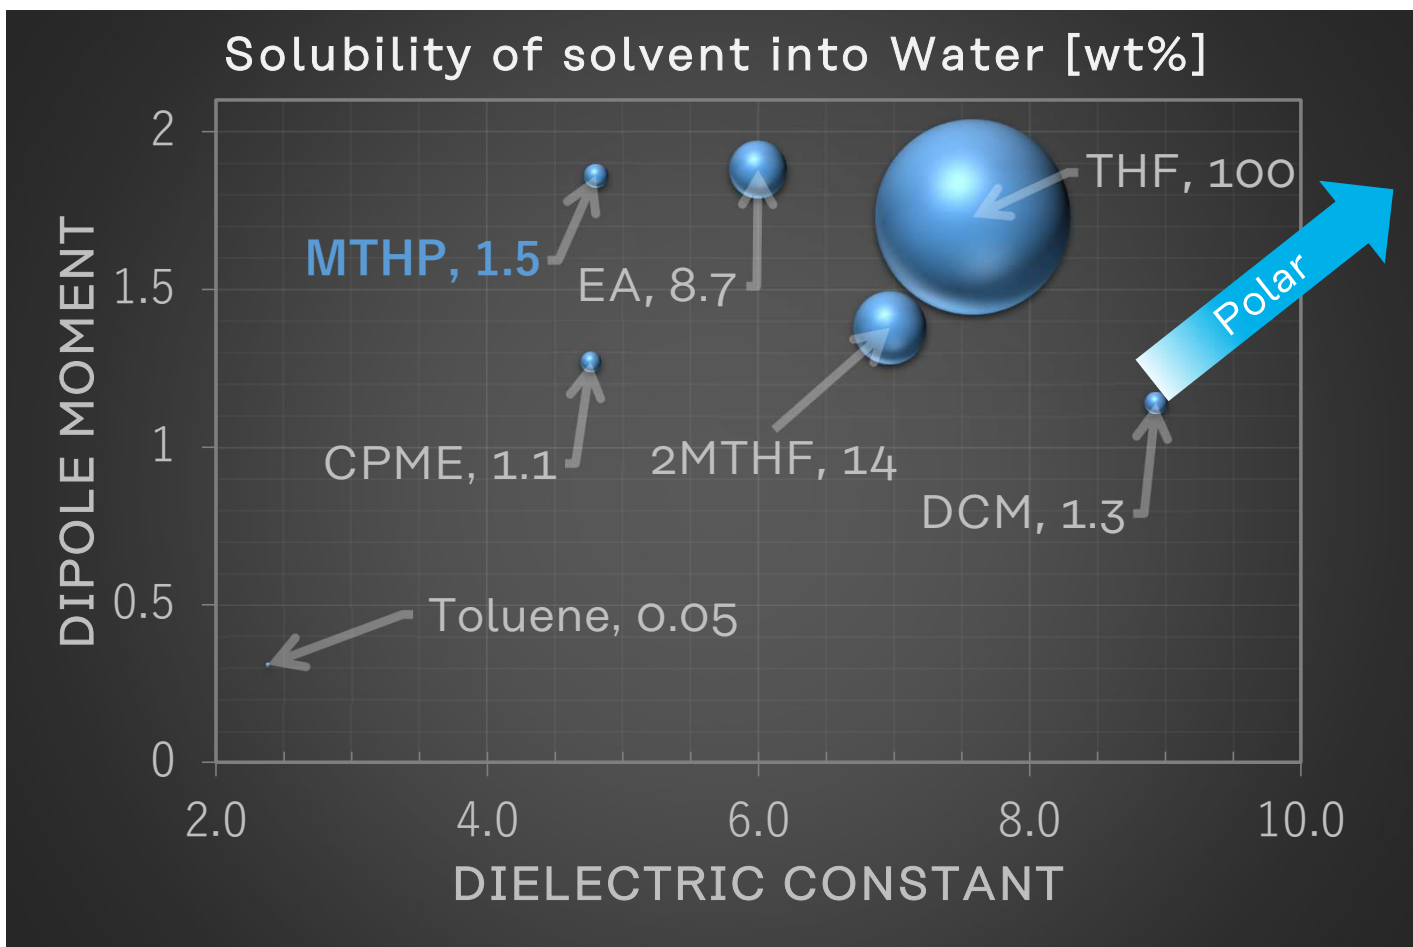 Solubility of solvent into Water [wt%]
2
THF, 100
MTHP, 1.5
EA, 8.7
1.5
Polar
DIPOLE MOMENT
1
CPME, 1.1
2MTHF, 14
DCM, 1.3
0.5
Toluene, 0.05
0
2.0 4.0 6.0 8.0 10.0
DIELECTRIC CONSTANT